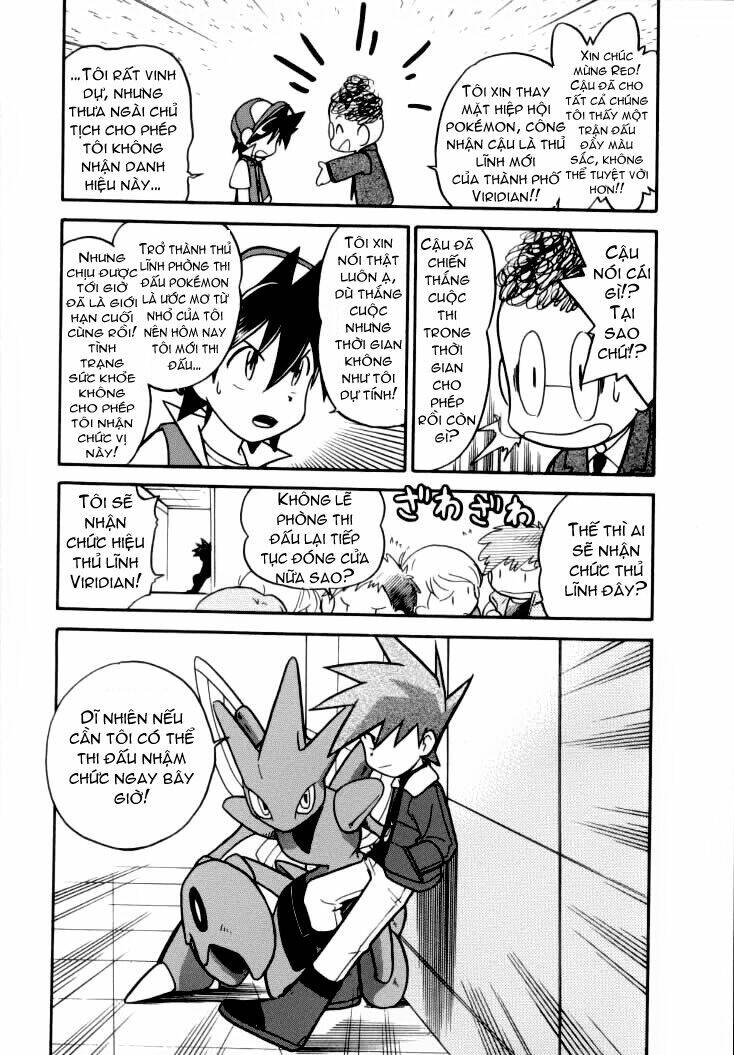 Xin chúc
mừng Red!
Cậu đã cho
tất cả chúng
tôi thấy một
trận đấu
đầy màu
sắc, không
thể tuyệt vời
hơn!!
Tôi xin thay
mặt hiệp hội
Pokémon, công
nhận cậu là thủ
lĩnh mới
của thành phố
Viridian!!
...Tôi rất vinh
dự, nhưng
thưa ngài chủ
tịch cho phép
tôi không
nhận danh
hiệu này...
Cậu
nói cái
gì!?
Tại
sao
chứ!?
Cậu đã
chiến
thắng
cuộc
thi
trong
thời
gian
cho
phép
rồi còn
gì?
Tôi xin
nói thật
luôn ạ,
dù thắng
cuộc
nhưng
thời gian
không
như tôi
dự tính!
Trở thành thủ
lĩnh phòng thi
đấu Pokémon
là ước mơ từ
nhỏ của tôi
nên hôm nay
tôi mới thi
đấu...
Nhưng
chịu được
tới giờ
đã là giới
hạn cuối
cùng rồi!
Tình
trạng
sức khỏe
không
cho phép
tôi nhận
chức vị
này!
Thế thì ai
sẽ nhận
chức thủ
lĩnh đây?
ざわざわ
Không lẽ
phòng thi
đấu lại tiếp
tục đóng cửa
nữa sao?
Tôi sẽ
nhận
chức hiệu
thủ lĩnh
Viridian!
Dĩ nhiên nếu
cần tôi có thể
thi đấu nhậm
chức ngay bây
giờ!